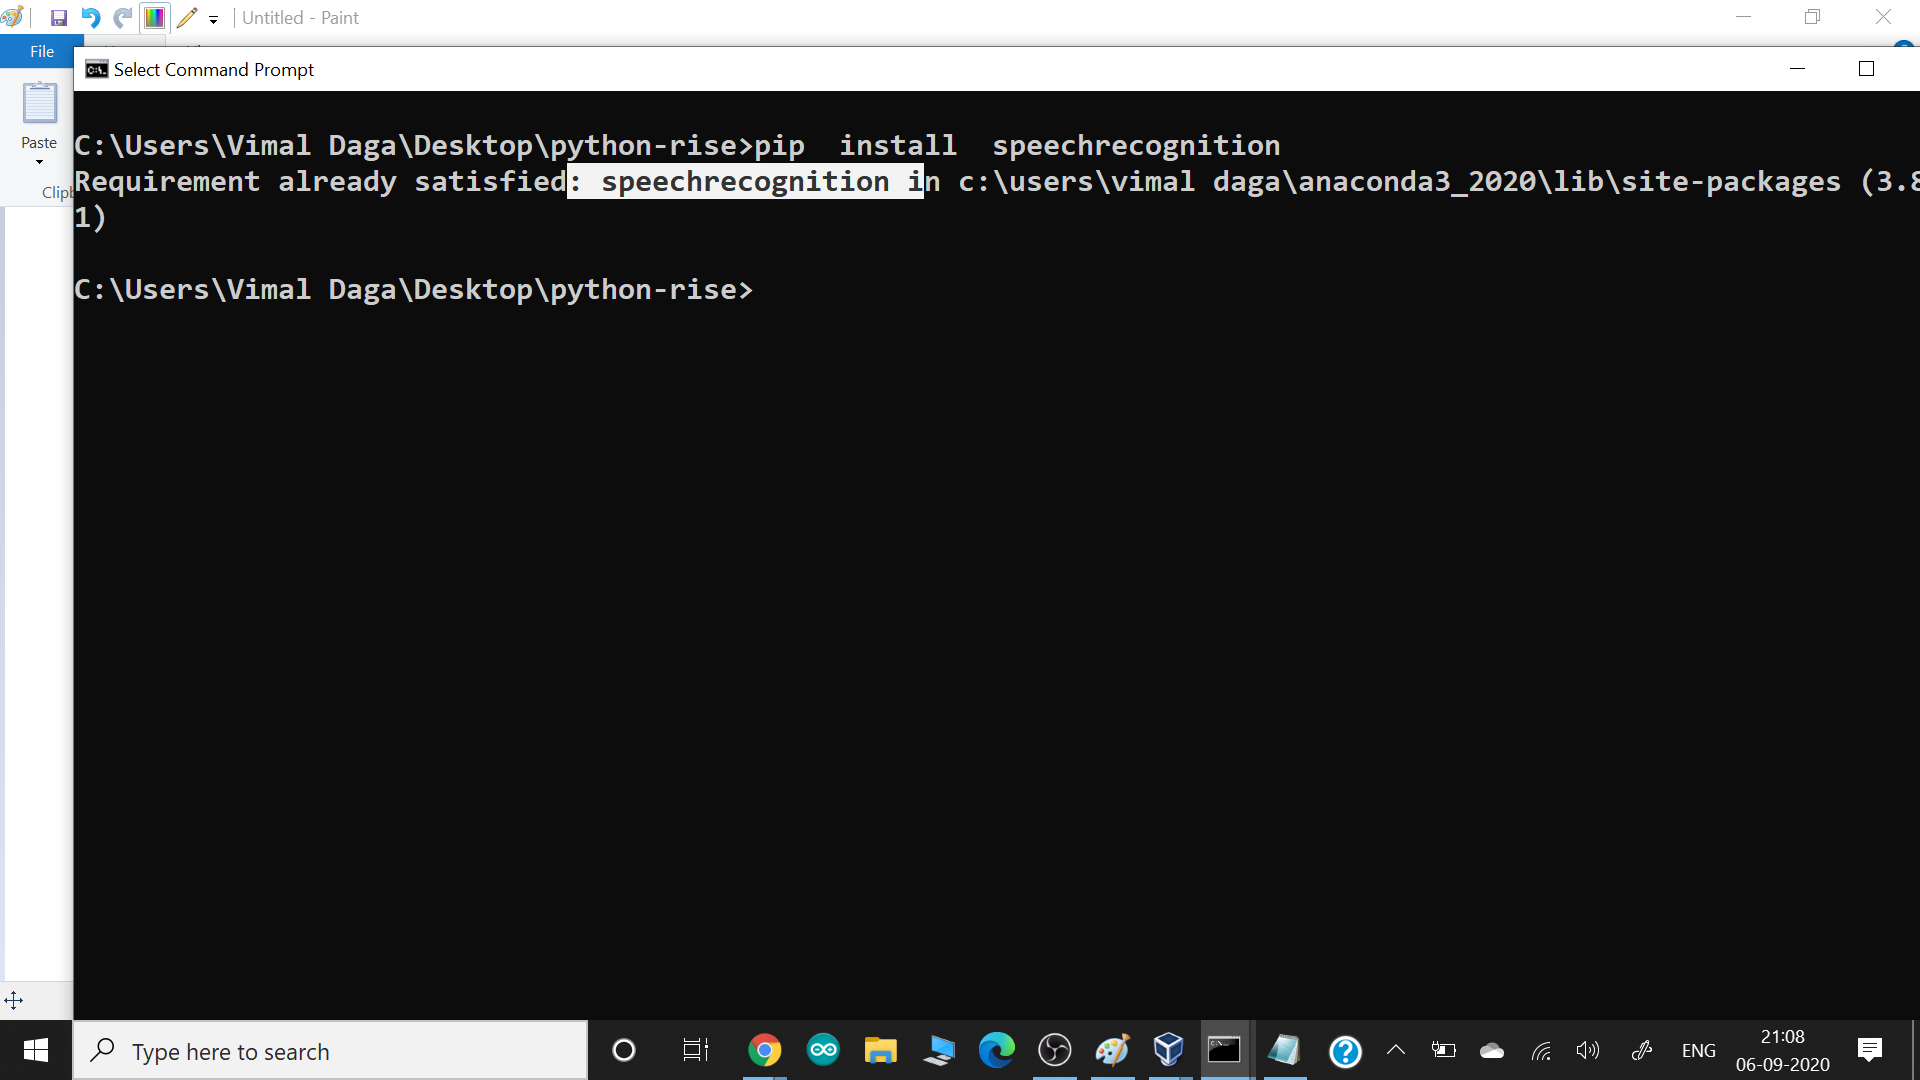 Untitled - Paint
File
Select Command Prompt
Paste
C:\Users\Vimal Daga\Desktop\python-rise>pip  install  speechrecognition
Requirement already satisfied: speechrecognition in c:\users\vimal daga\anaconda3_2020\lib\site-packages (3.8
1)
Clipb
C:\Users\Vimal Daga\Desktop\python-rise>
Type here to search
ENG
21:08
06-09-2020